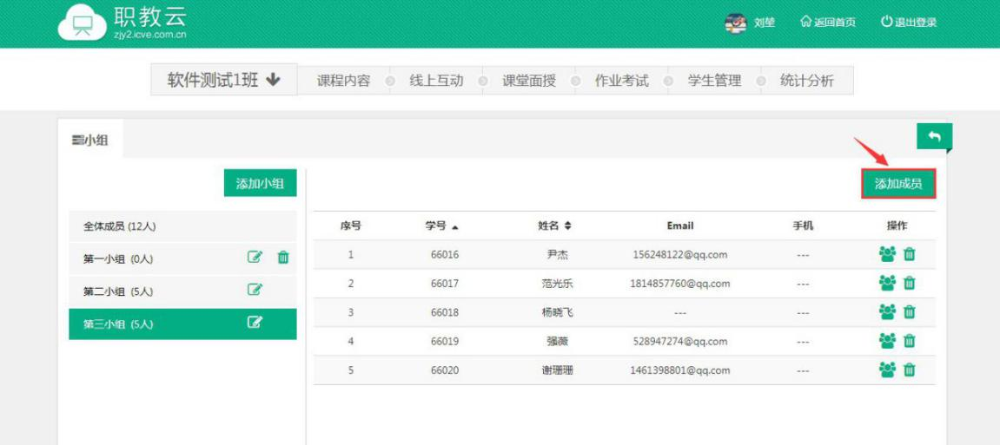 职教云
zjy2.icve.com.cn
刘堃 返回首页 退出登录
软件测试1班 课程内容 线上互动 课堂面授 作业考试 学生管理 统计分析
小组
添加小组 添加成员
全体成员 (12人)
第一小组 (0人)
第二小组 (5人)
第三小组 (5人)
序号 学号 姓名 Email 手机 操作
1 66016 尹杰 156248122@qq.com ---
2 66017 范光乐 1814857760@qq.com ---
3 66018 杨晓飞 --- ---
4 66019 强薇 528947274@qq.com ---
5 66020 谢珊珊 1461398801@qq.com ---